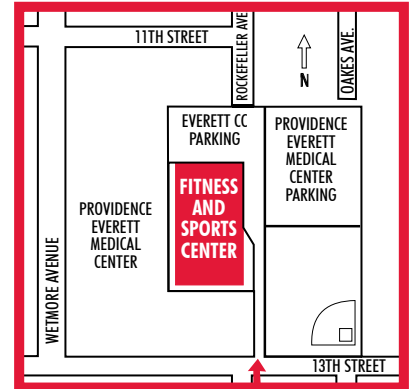 11TH STREET
ROCKEFELLER AVE
N
OAKES AVE.
EVERETT CC
PARKING
PROVIDENCE
EVERETT
MEDICAL
CENTER
PARKING
FITNESS
AND
SPORTS
CENTER
PROVIDENCE
EVERETT
MEDICAL
CENTER
WETMORE AVENUE
13TH STREET